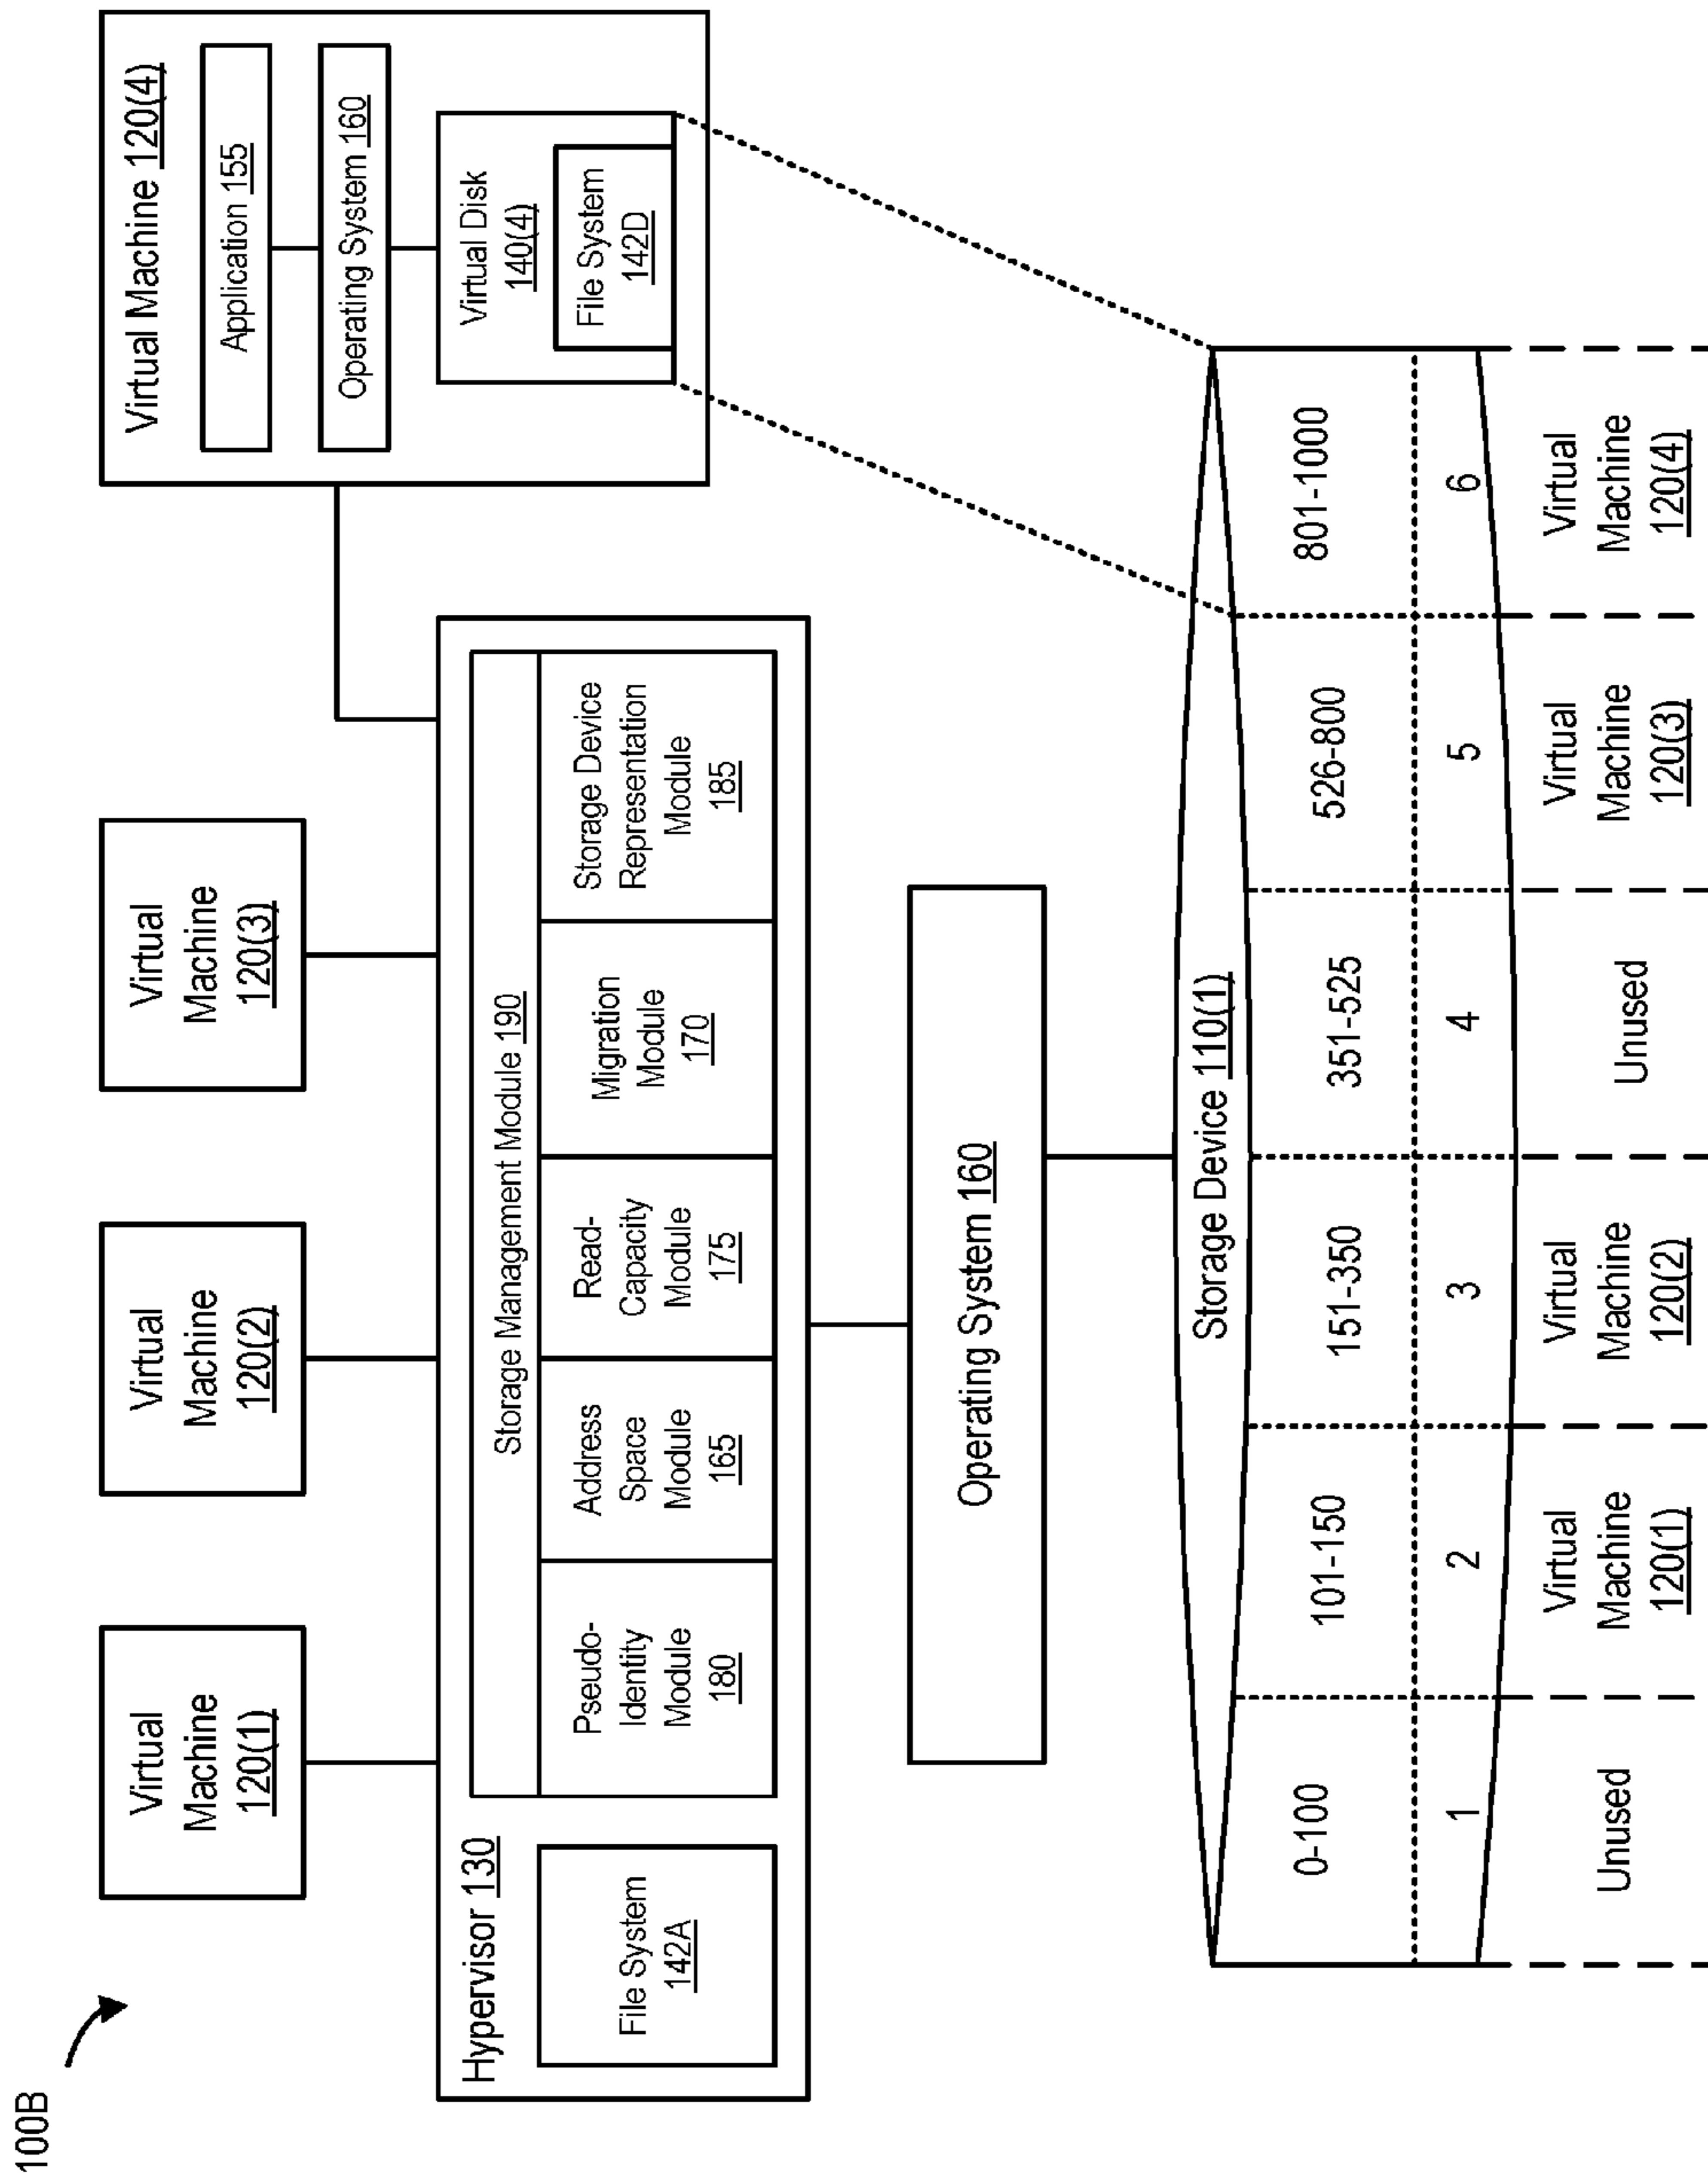 100B
Virtual
Machine
120(1)
Virtual
Machine
120(2)
Virtual
Machine
120(3)
Virtual Machine 120(4)
Application 155
Operating System 160
Virtual Disk
140(4)
File System
142D
Hypervisor 130
File System
142A
Storage Management Module 190
Pseudo-
Identity
Module
180
Address
Space
Module
165
Read-
Capacity
Module
175
Migration
Module
170
Storage Device
Representation
Module
185
Operating System 160
Storage Device 110(1)
0-100
101-150
151-350
351-525
526-800
801-1000
1
2
3
4
5
6
Unused
Virtual
Machine
120(1)
Virtual
Machine
120(2)
Unused
Virtual
Machine
120(3)
Virtual
Machine
120(4)